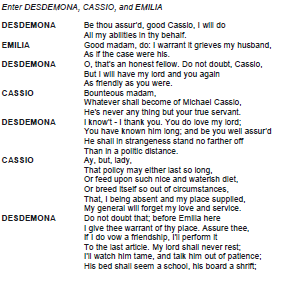 Enter DESDEMONA, CASSIO, and EMILIA
DESDEMONA Be thou assur'd, good Cassio, I will do
All my abilities in thy behalf.
EMILIA Good madam, do: I warrant it grieves my husband,
As if the case were his.
DESDEMONA O, that's an honest fellow. Do not doubt, Cassio,
But I will have my lord and you again
As friendly as you were.
CASSIO Bounteous madam,
Whatever shall become of Michael Cassio,
He's never any thing but your true servant.
DESDEMONA I know't - I thank you. You do love my lord;
You have known him long; and be you well assur'd
He shall in strangeness stand no farther off
Than in a politic distance.
CASSIO Ay, but, lady,
That policy may either last so long,
Or feed upon such nice and waterish diet,
Or breed itself so out of circumstances,
That, I being absent and my place supplied,
My general will forget my love and service.
DESDEMONA Do not doubt that; before Emilia here
I give thee warrant of thy place. Assure thee,
If I do vow a friendship, I'll perform it
To the last article. My lord shall never rest;
I'll watch him tame, and talk him out of patience;
His bed shall seem a school, his board a shrift;